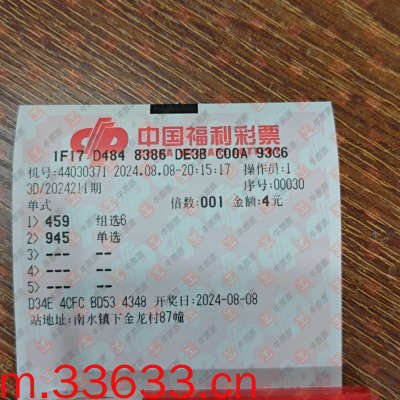 中国福利彩票
1F17 D484 8386 DE3B CD0A 93C6
机号:44030371 2024.08.08-20:15:17 操作员:1
3D/2024211期 序号:00030
单式 倍数:001 金额:4元
1> 459 组选6
2> 945 单选
3> --- --
4> --- --
5> --- --
D34E 4CFC BD53 4348 开奖日:2024-08-08
站地址:南水镇下金龙村87幢
m.33633.cn